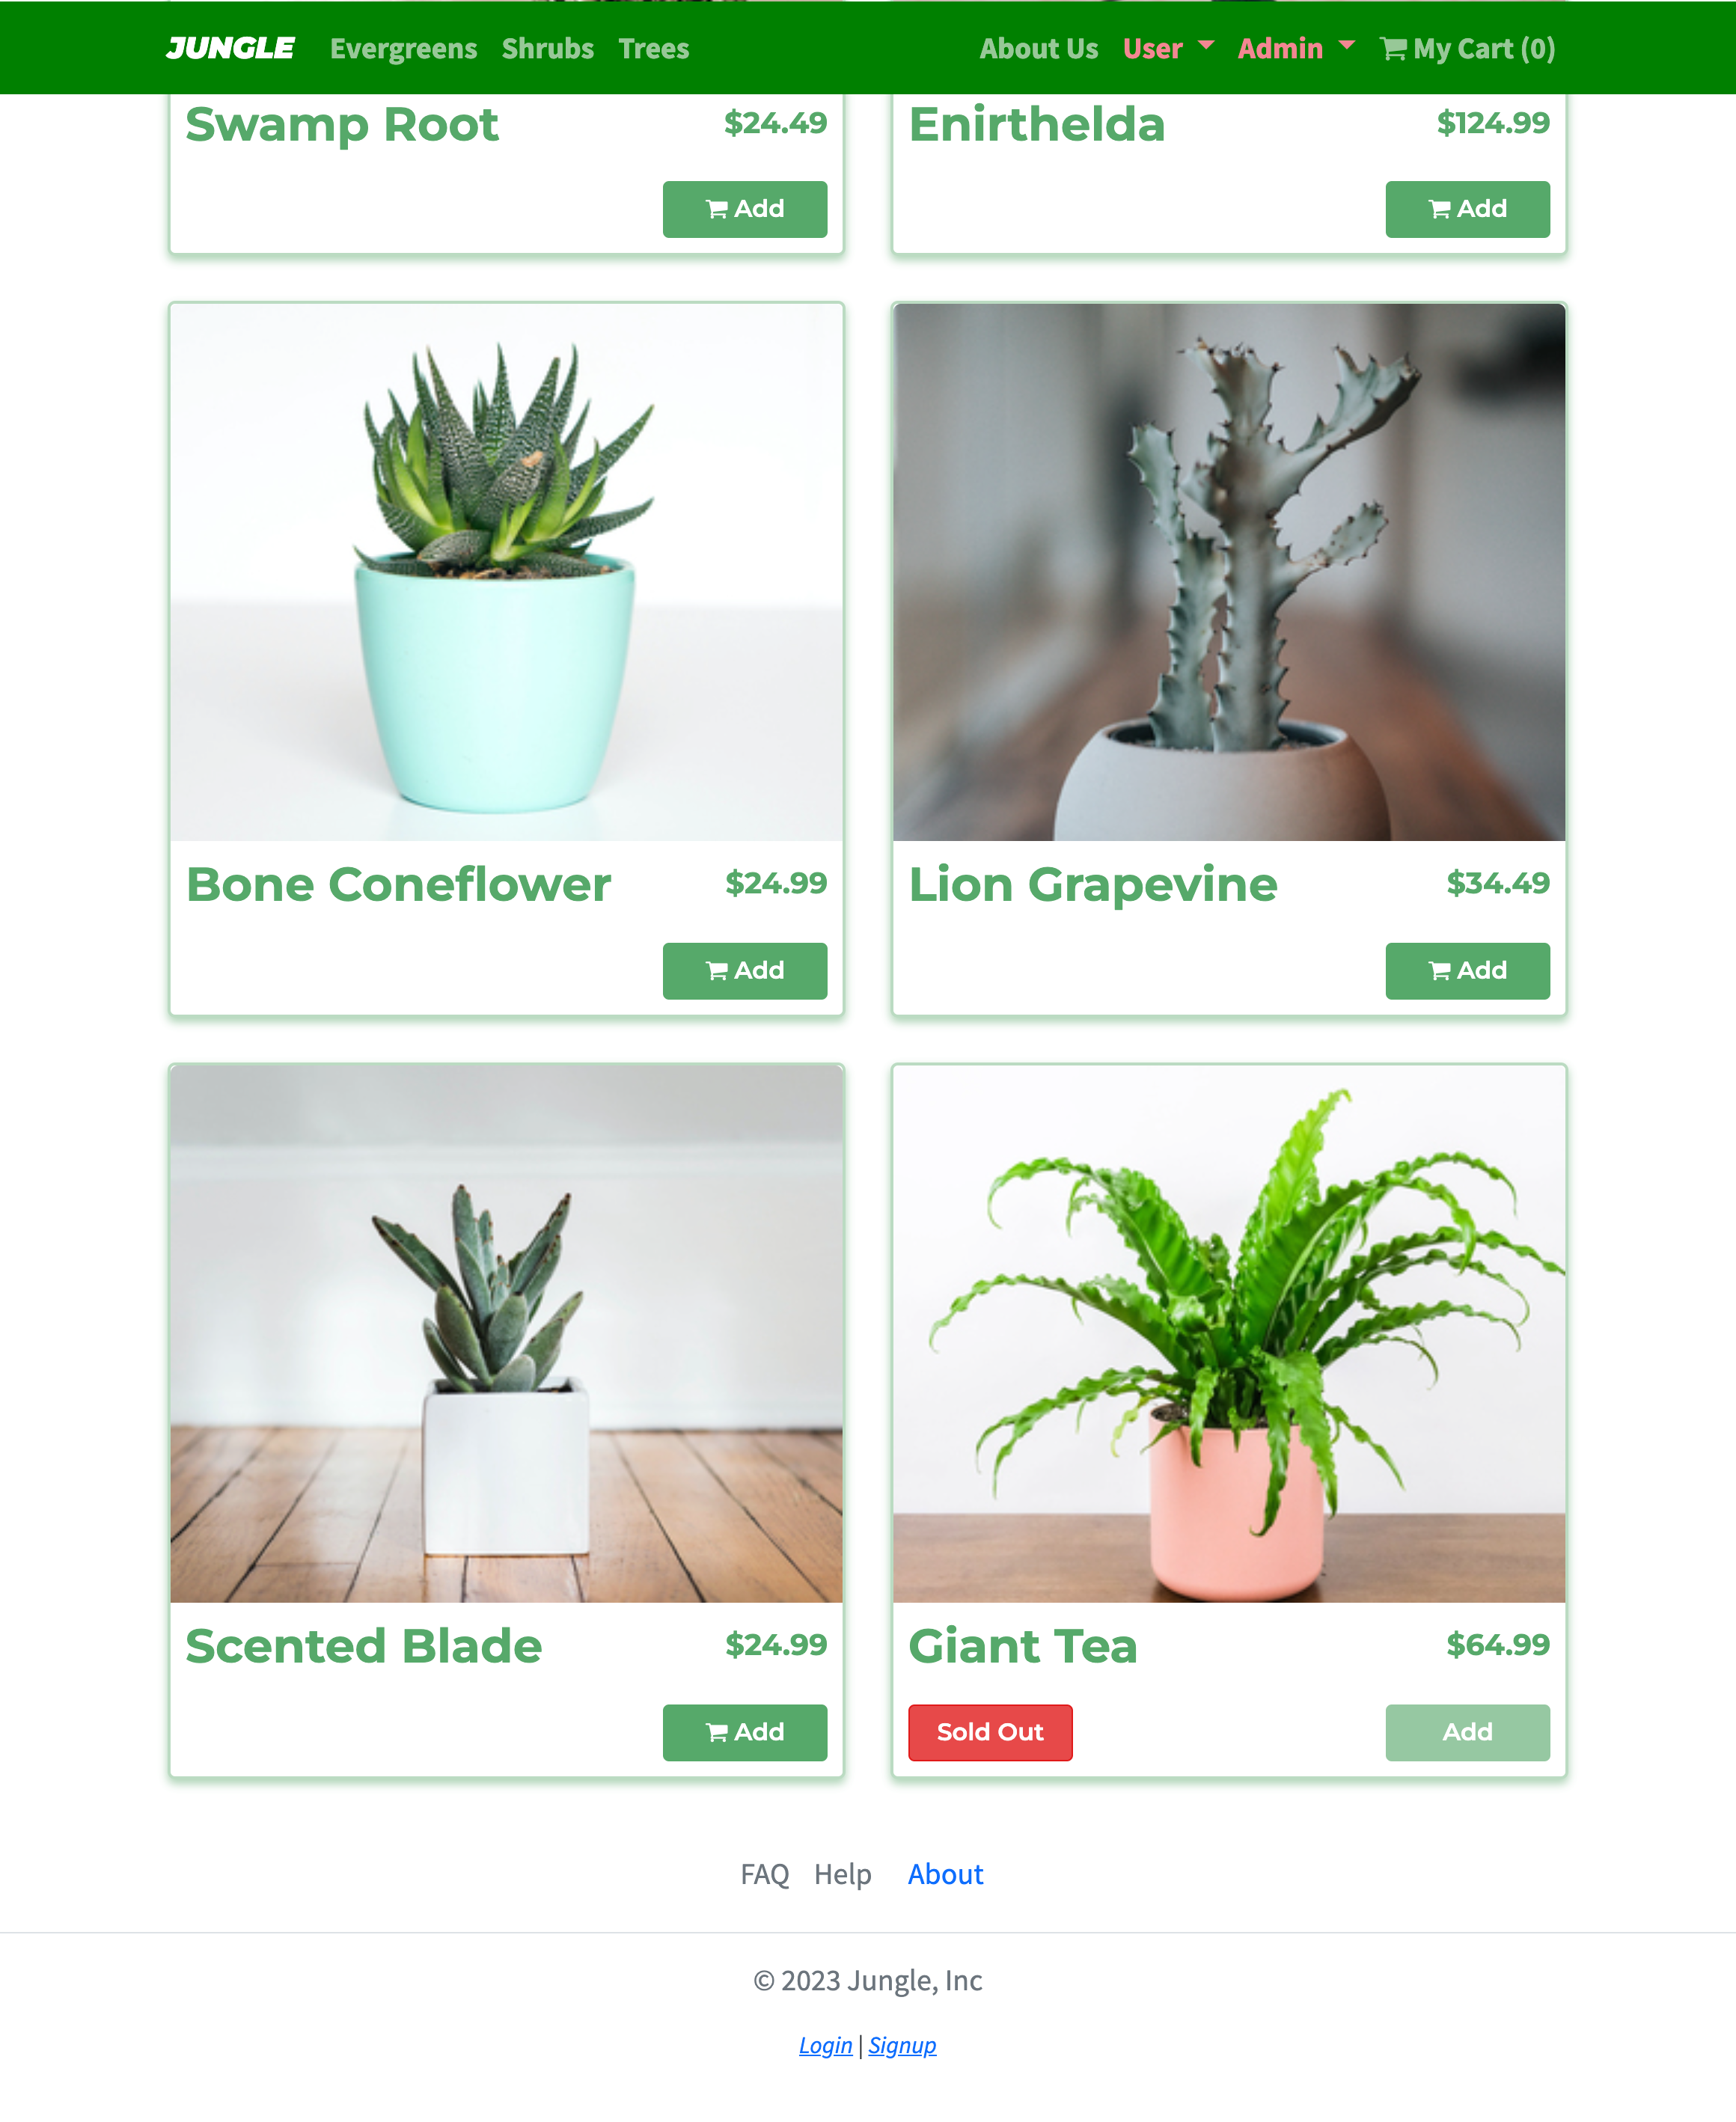 JUNGLE Evergreens Shrubs Trees About Us User Admin My Cart (0)
Swamp Root $24.49
Add
Enirthelda $124.99
Add
Bone Coneflower $24.99
Add
Lion Grapevine $34.49
Add
Scented Blade $24.99
Add
Giant Tea $64.99
Sold Out Add
FAQ Help About
© 2023 Jungle, Inc
Login | Signup